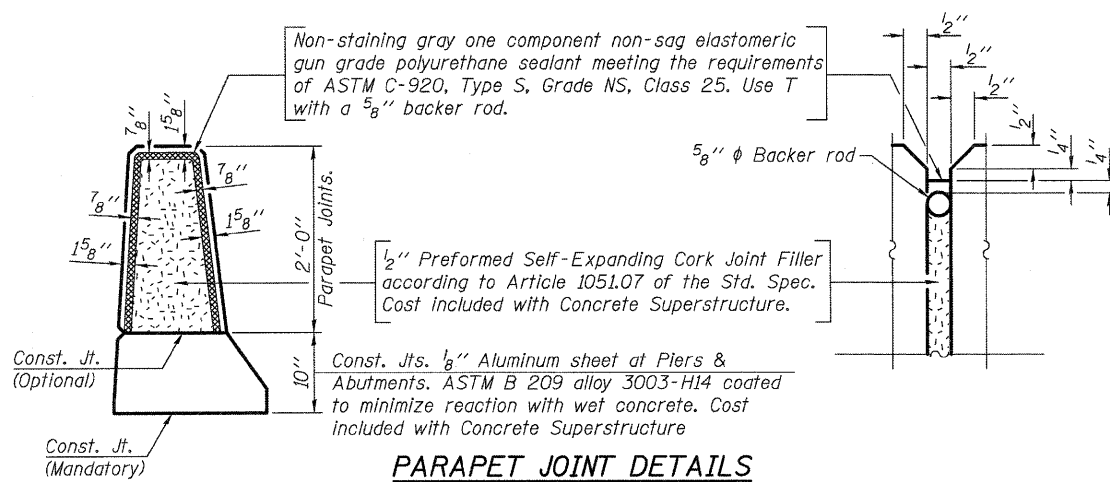 Non-staining gray one component non-sag elastomeric
gun grade polyurethane sealant meeting the requirements
of ASTM C-920, Type S, Grade NS, Class 25. Use T
with a 5/8" backer rod.
7/8"
1 5/8"
7/8"
7/8"
1 5/8"
1 5/8"
2'-0"
Parapet Joints.
1/2"
1/2"
1/2"
1/2"
1/4"
1/4"
5/8" φ Backer rod
1/2" Preformed Self-Expanding Cork Joint Filler
according to Article 1051.07 of the Std. Spec.
Cost included with Concrete Superstructure.
Const. Jt.
(Optional)
10"
Const. Jts. 1/8" Aluminum sheet at Piers &
Abutments. ASTM B 209 alloy 3003-H14 coated
to minimize reaction with wet concrete. Cost
included with Concrete Superstructure
Const. Jt.
(Mandatory)
PARAPET JOINT DETAILS